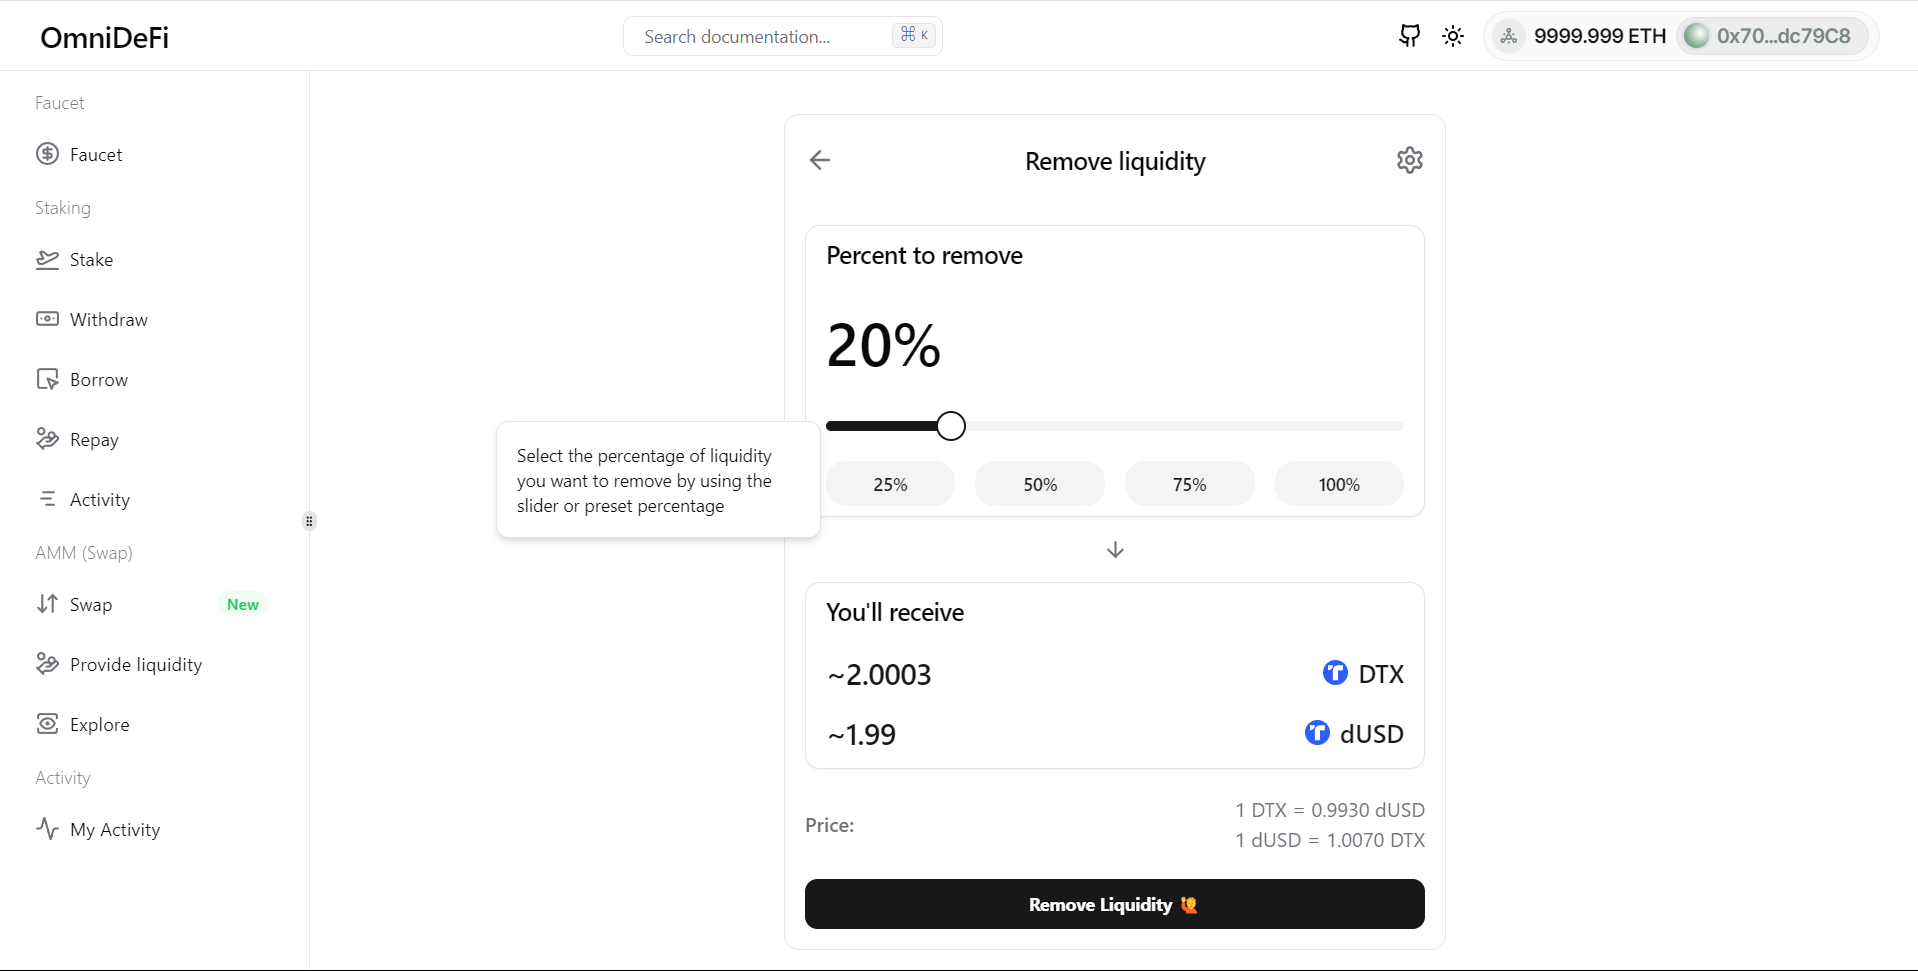 OmniDeFi
Search documentation...
⌘ K
9999.999 ETH
0x70...dc79C8
Faucet
Faucet
Staking
Stake
Withdraw
Borrow
Repay
Activity
AMM (Swap)
Swap
New
Provide liquidity
Explore
Activity
My Activity
Remove liquidity
Percent to remove
20%
Select the percentage of liquidity
you want to remove by using the
slider or preset percentage
25%
50%
75%
100%
You'll receive
~2.0003
DTX
~1.99
dUSD
Price:
1 DTX = 0.9930 dUSD
1 dUSD = 1.0070 DTX
Remove Liquidity 🙋